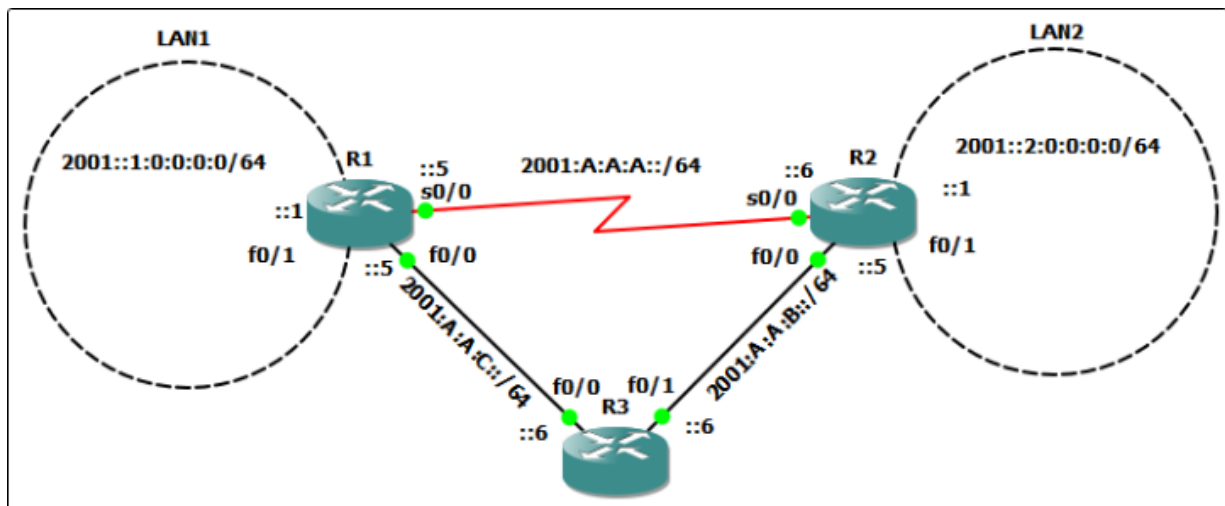 LAN1
LAN2
2001::1:0:0:0:0/64
R1
::5
s0/0
2001:A:A:A::/64
::6
s0/0
R2
2001::2:0:0:0:0/64
::1
::1
f0/1
::5
f0/0
f0/0
::5
f0/1
2001:A:A:C::/64
2001:A:A:B::/64
f0/0
f0/1
R3
::6
::6